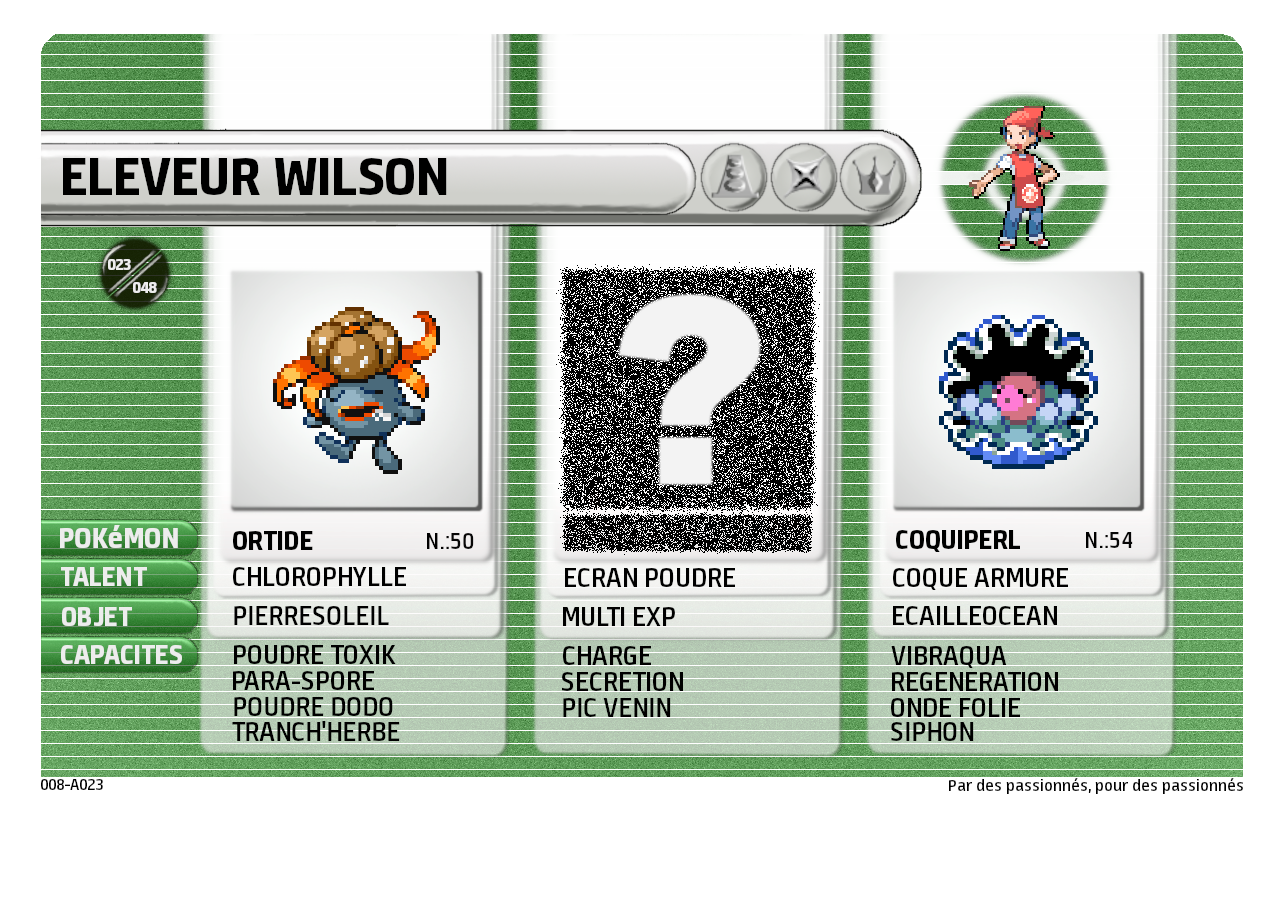 ELEVEUR WILSON
023
048
?
POKéMON
ORTIDE N.:50
COQUIPERL N.:54
TALENT
CHLOROPHYLLE
ECRAN POUDRE
COQUE ARMURE
OBJET
PIERRESOLEIL
MULTI EXP
ECAILLEOCEAN
CAPACITES
POUDRE TOXIK
PARA-SPORE
POUDRE DODO
TRANCH'HERBE
CHARGE
SECRETION
PIC VENIN
VIBRAQUA
REGENERATION
ONDE FOLIE
SIPHON
008-A023
Par des passionnés, pour des passionnés